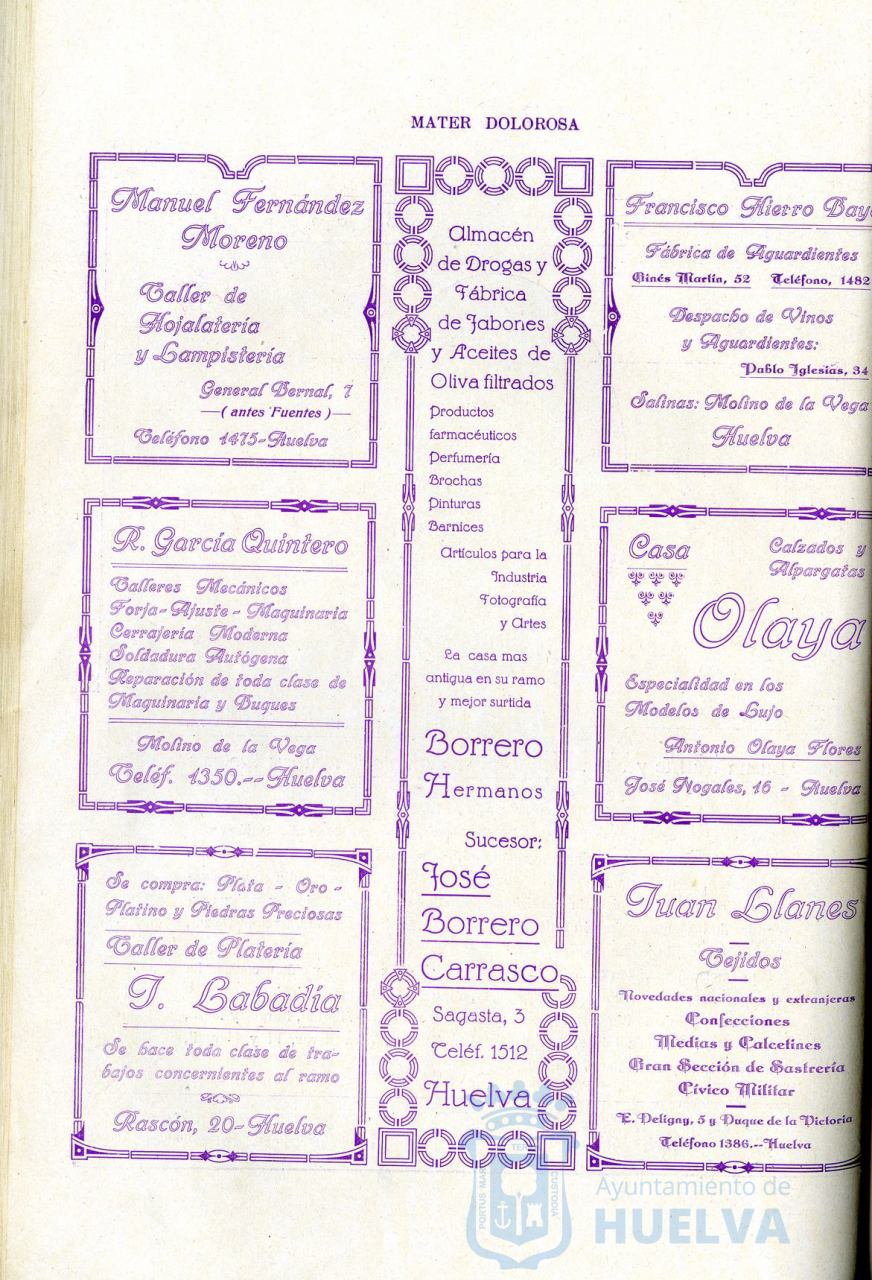 MATER DOLOROSA
Manuel Fernández
Moreno
Taller de
Hojalatería
y Lampistería
General Bernal, 7
(antes Fuentes)
Teléfono 1475-Huelva
R. García Quintero
Talleres Mecánicos
Forja-Ajuste-Maquinaria
Cerrajería Moderna
Soldadura Autógena
Reparación de toda clase de
Maquinaria y Buques
Molino de la Vega
Teléf. 1350.--Huelva
Se compra: Plata - Oro -
Platino y Piedras Preciosas
Taller de Platería
J. Labadía
Se hace toda clase de tra-
bajos concernientes al ramo
Rascón, 20-Huelva
Almacén
de Drogas y
Fábrica
de Jabones
y Aceites de
Oliva filtrados
Productos
farmacéuticos
Perfumería
Brochas
Pinturas
Barnices
Artículos para la
Industria
Fotografía
y Artes
La casa mas
antigua en su ramo
y mejor surtida
Borrero
Hermanos
Sucesor:
José
Borrero
Carrasco
Sagasta, 3
Teléf. 1512
Huelva
Francisco Hierro
Fábrica de Aguardientes
Ginés Martín, 52 Teléfono, 1482
Despacho de Vinos
y Aguardientes:
Pablo Iglesias, 34
Salinas: Molino de la Vega
Huelva
Casa
Calzados y
Alpargatas
Olaya
Especialidad en los
Modelos de Lujo
Antonio Olaya Flores
José Nogales, 16 - Huelva
Juan Llanes
Tejidos
Novedades nacionales y extranjeras
Confecciones
Medias y Calcetines
Gran Sección de Sastrería
Cívico Militar
E. Deligny, 5 y Duque de la Victoria
Teléfono 1386.--Huelva
PORTUS MAR
CUSTODIA
Ayuntamiento de
HUELVA